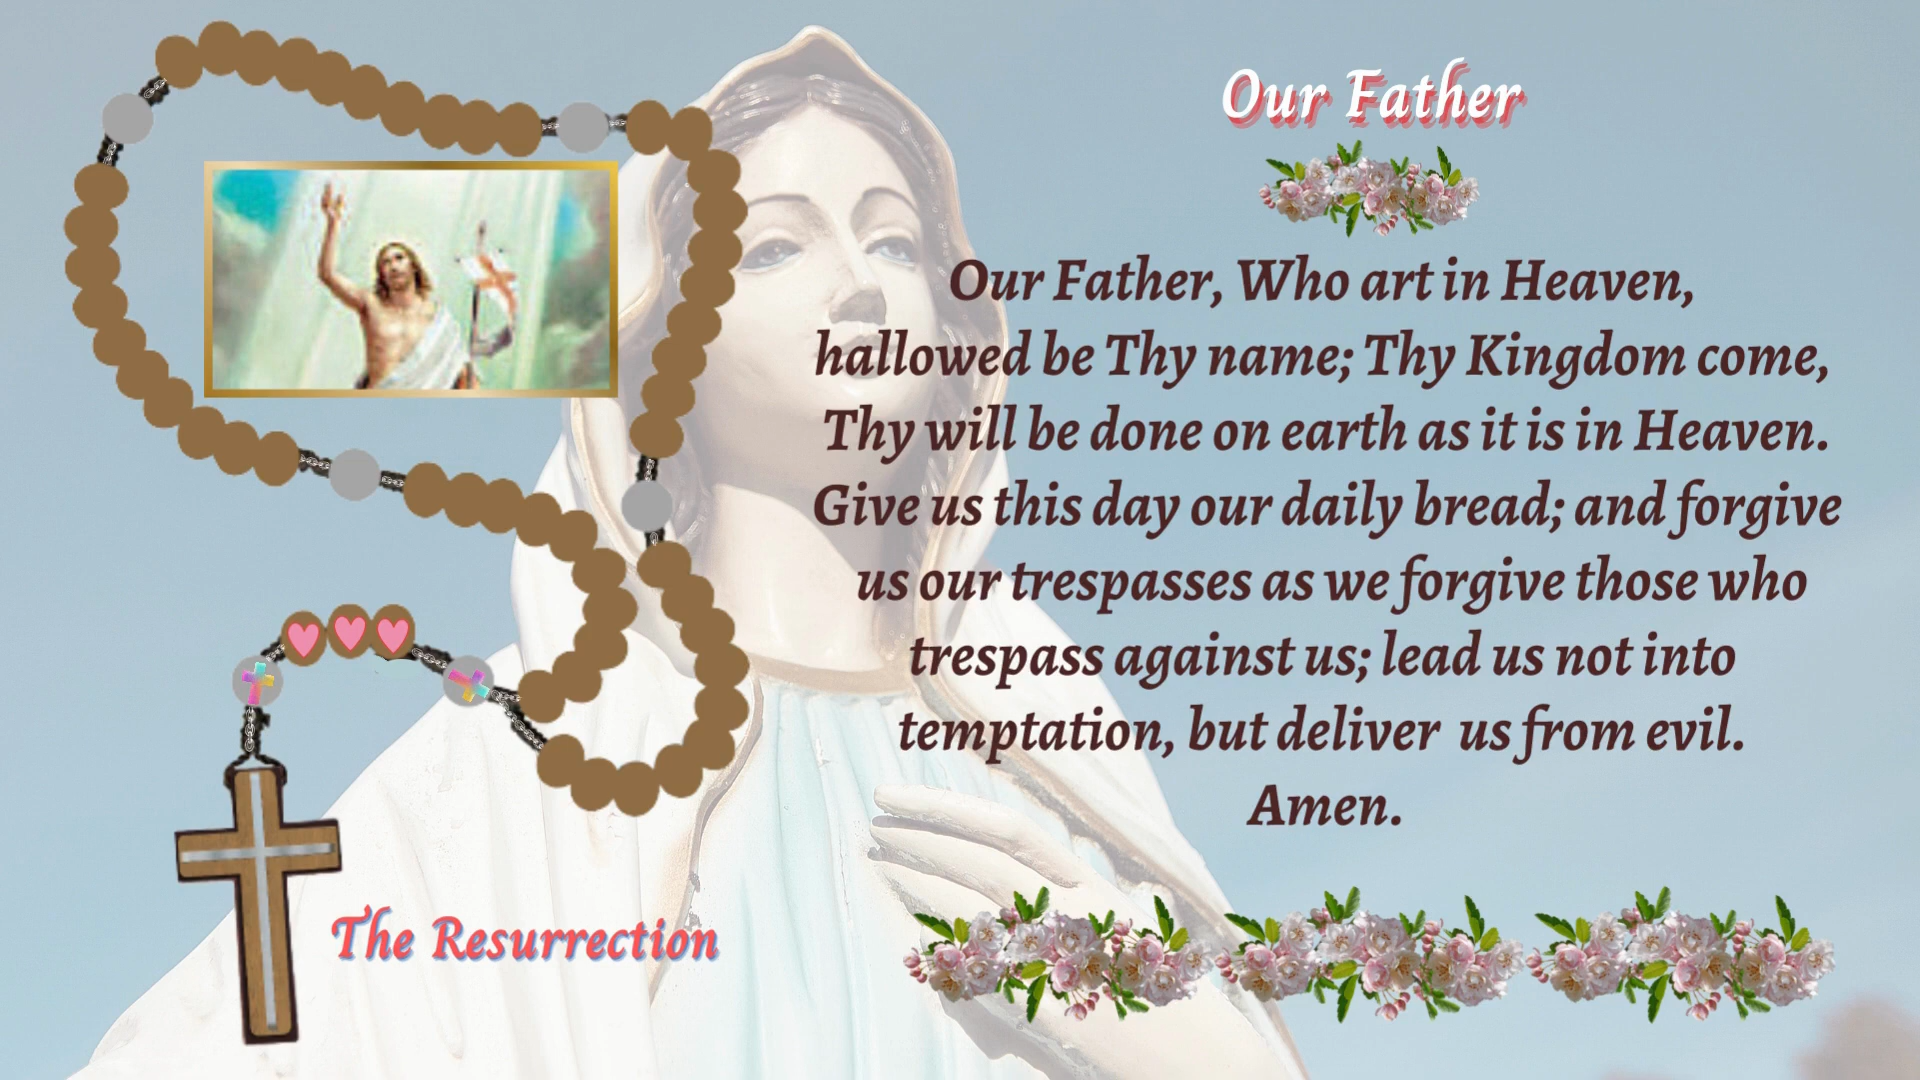 Our Father
Our Father, Who art in Heaven,
hallowed be Thy name; Thy Kingdom come,
Thy will be done on earth as it is in Heaven.
Give us this day our daily bread; and forgive
us our trespasses as we forgive those who
trespass against us; lead us not into
temptation, but deliver us from evil.
Amen.
The Resurrection